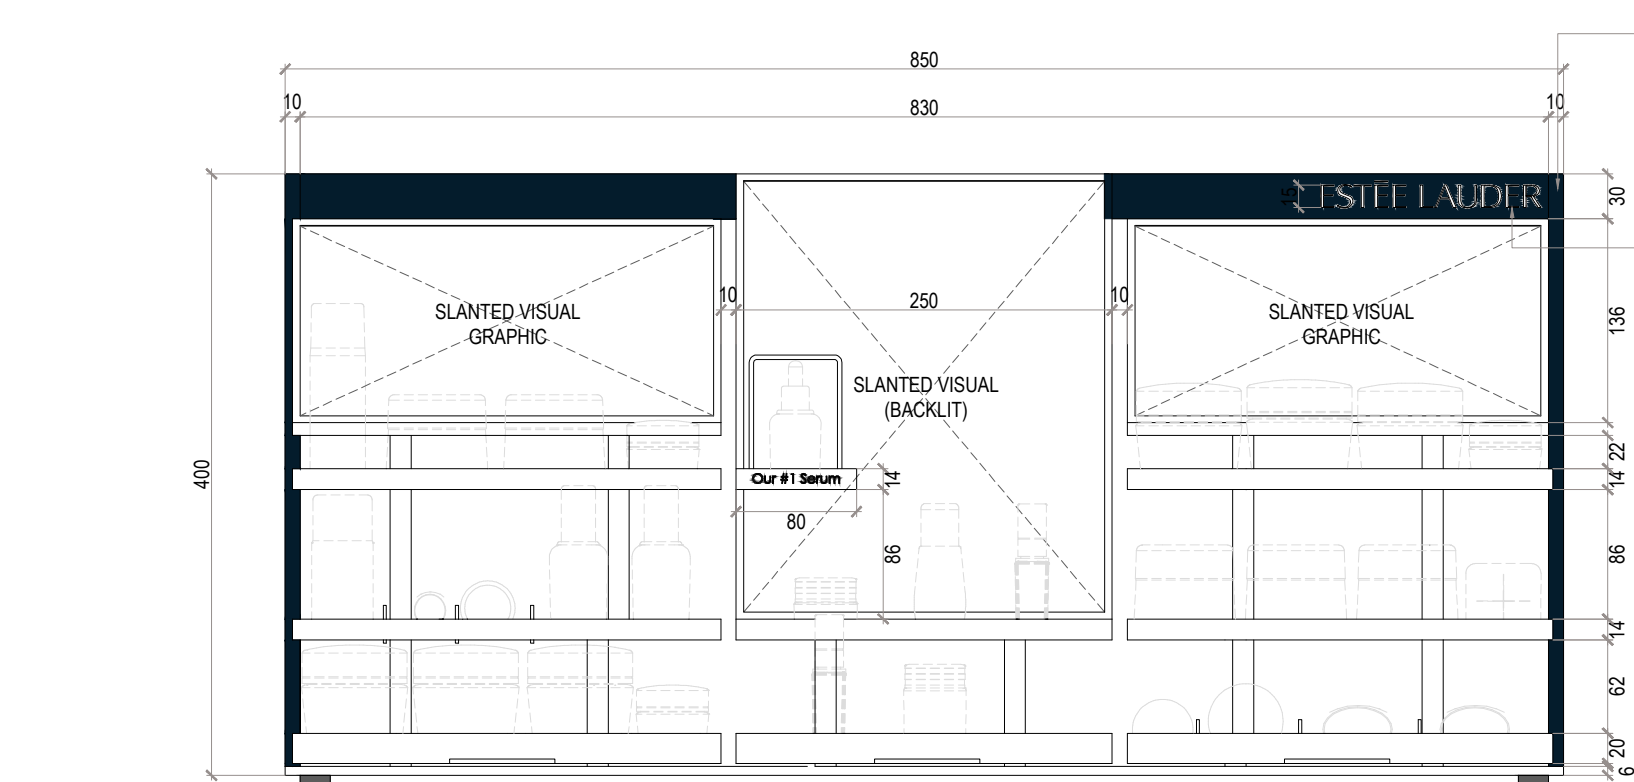 850
10
830
10
ESTĒE LAUDER
15
30
10
250
10
SLANTED VISUAL
GRAPHIC
SLANTED VISUAL
GRAPHIC
136
SLANTED VISUAL
(BACKLIT)
400
22
Our #1 Serum
14
14
80
86
86
14
62
20
6